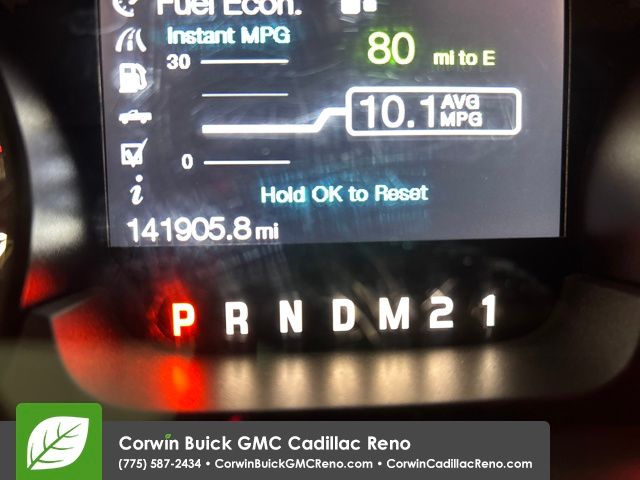 Fuel Econ.
Instant MPG
30
80 mi to E
10.1 AVG MPG
0
Hold OK to Reset
141905.8 mi
P R N D M 2 1
Corwin Buick GMC Cadillac Reno
(775) 587-2434 • CorwinBuickGMCReno.com • CorwinCadillacReno.com